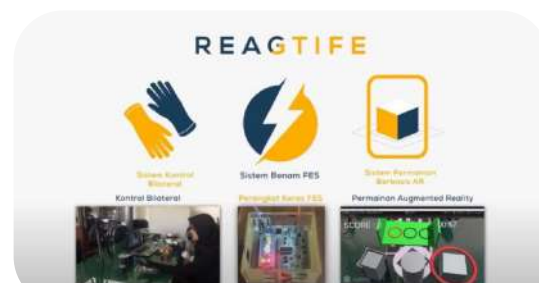 REAGTIFE
Sistem Kontrol
Bilateral
Sistem Benam FES
Sistem Permainan
Berbasis AR
Kontrol Bilateral
Perangkat Keras FES
Permainan Augmented Reality
SCORE